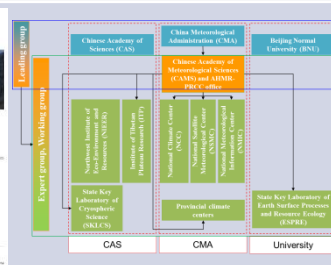 Leading group
Expert group, Working group
Chinese Academy of
Sciences (CAS)
China Meteorological
Administration (CMA)
Beijing Normal
University (BNU)
Chinese Academy of
Meteorological Sciences
(CAMS) and AHMR-
PRCC office
Northwest Institute of
Eco-Environment and
Resources (NIEER)
Institute of Tibetan
Plateau Research (ITP)
National Climate Center
(NCC)
National Satellite
Meteorological Center
(NSMC)
National Meteorological
Information Center
(NMIC)
State Key
Laboratory of
Cryospheric
Science
(SKLCS)
Provincial climate
centers
State Key Laboratory of
Earth Surface Processes
and Resource Ecology
(ESPRE)
CAS
CMA
University